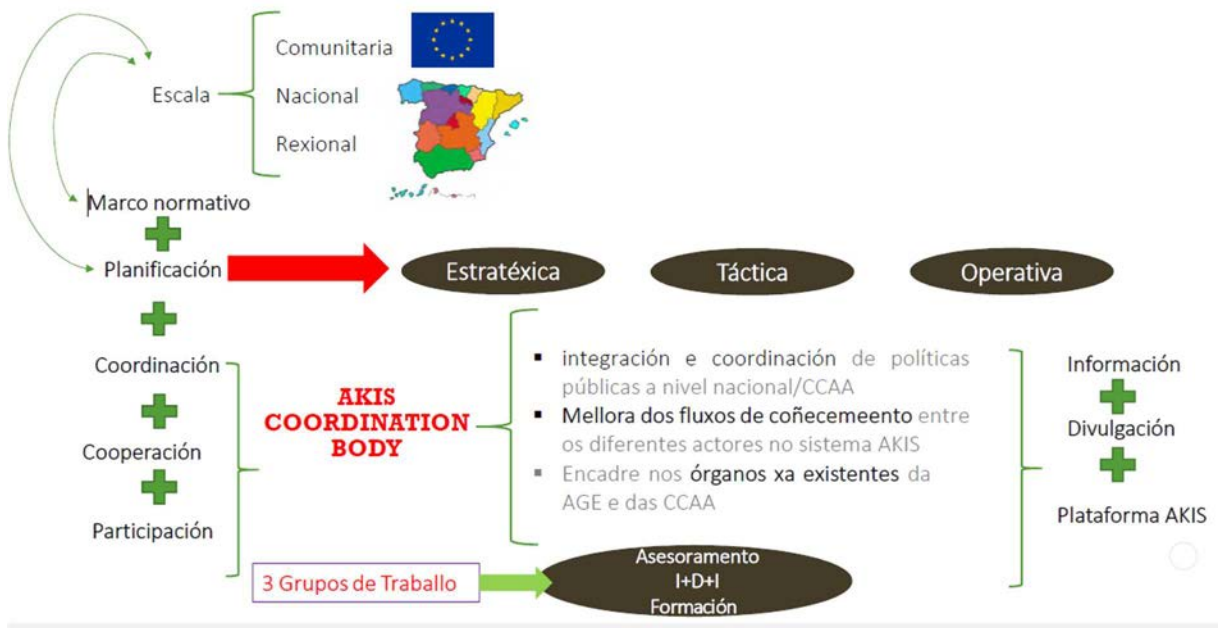 Comunitaria
Escala
Nacional
Rexional
Marco normativo
Planificación
Estratéxica
Táctica
Operativa
Coordinación
Cooperación
Participación
AKIS
COORDINATION
BODY
integración e coordinación de políticas
públicas a nivel nacional/CCAA
Mellora dos fluxos de coñecemeento entre
os diferentes actores no sistema AKIS
Encadre nos órganos xa existentes da
AGE e das CCAA
Información
Divulgación
Plataforma AKIS
3 Grupos de Traballo
Asesoramento
I+D+I
Formación